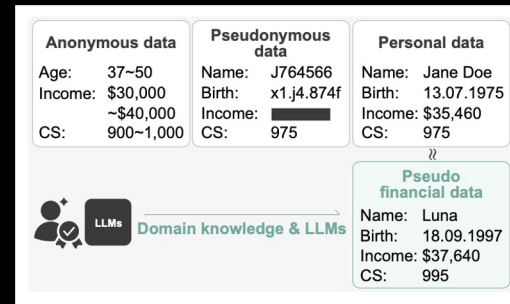 Anonymous data
Age: 37~50
Income: $30,000
~$40,000
CS: 900~1,000
Pseudonymous
data
Name: J764566
Birth: x1.j4.874f
Income:
CS: 975
Personal data
Name: Jane Doe
Birth: 13.07.1975
Income: $35,460
CS: 975
≈
Pseudo
financial data
Name: Luna
Birth: 18.09.1997
Income: $37,640
CS: 995
LLMs
Domain knowledge & LLMs